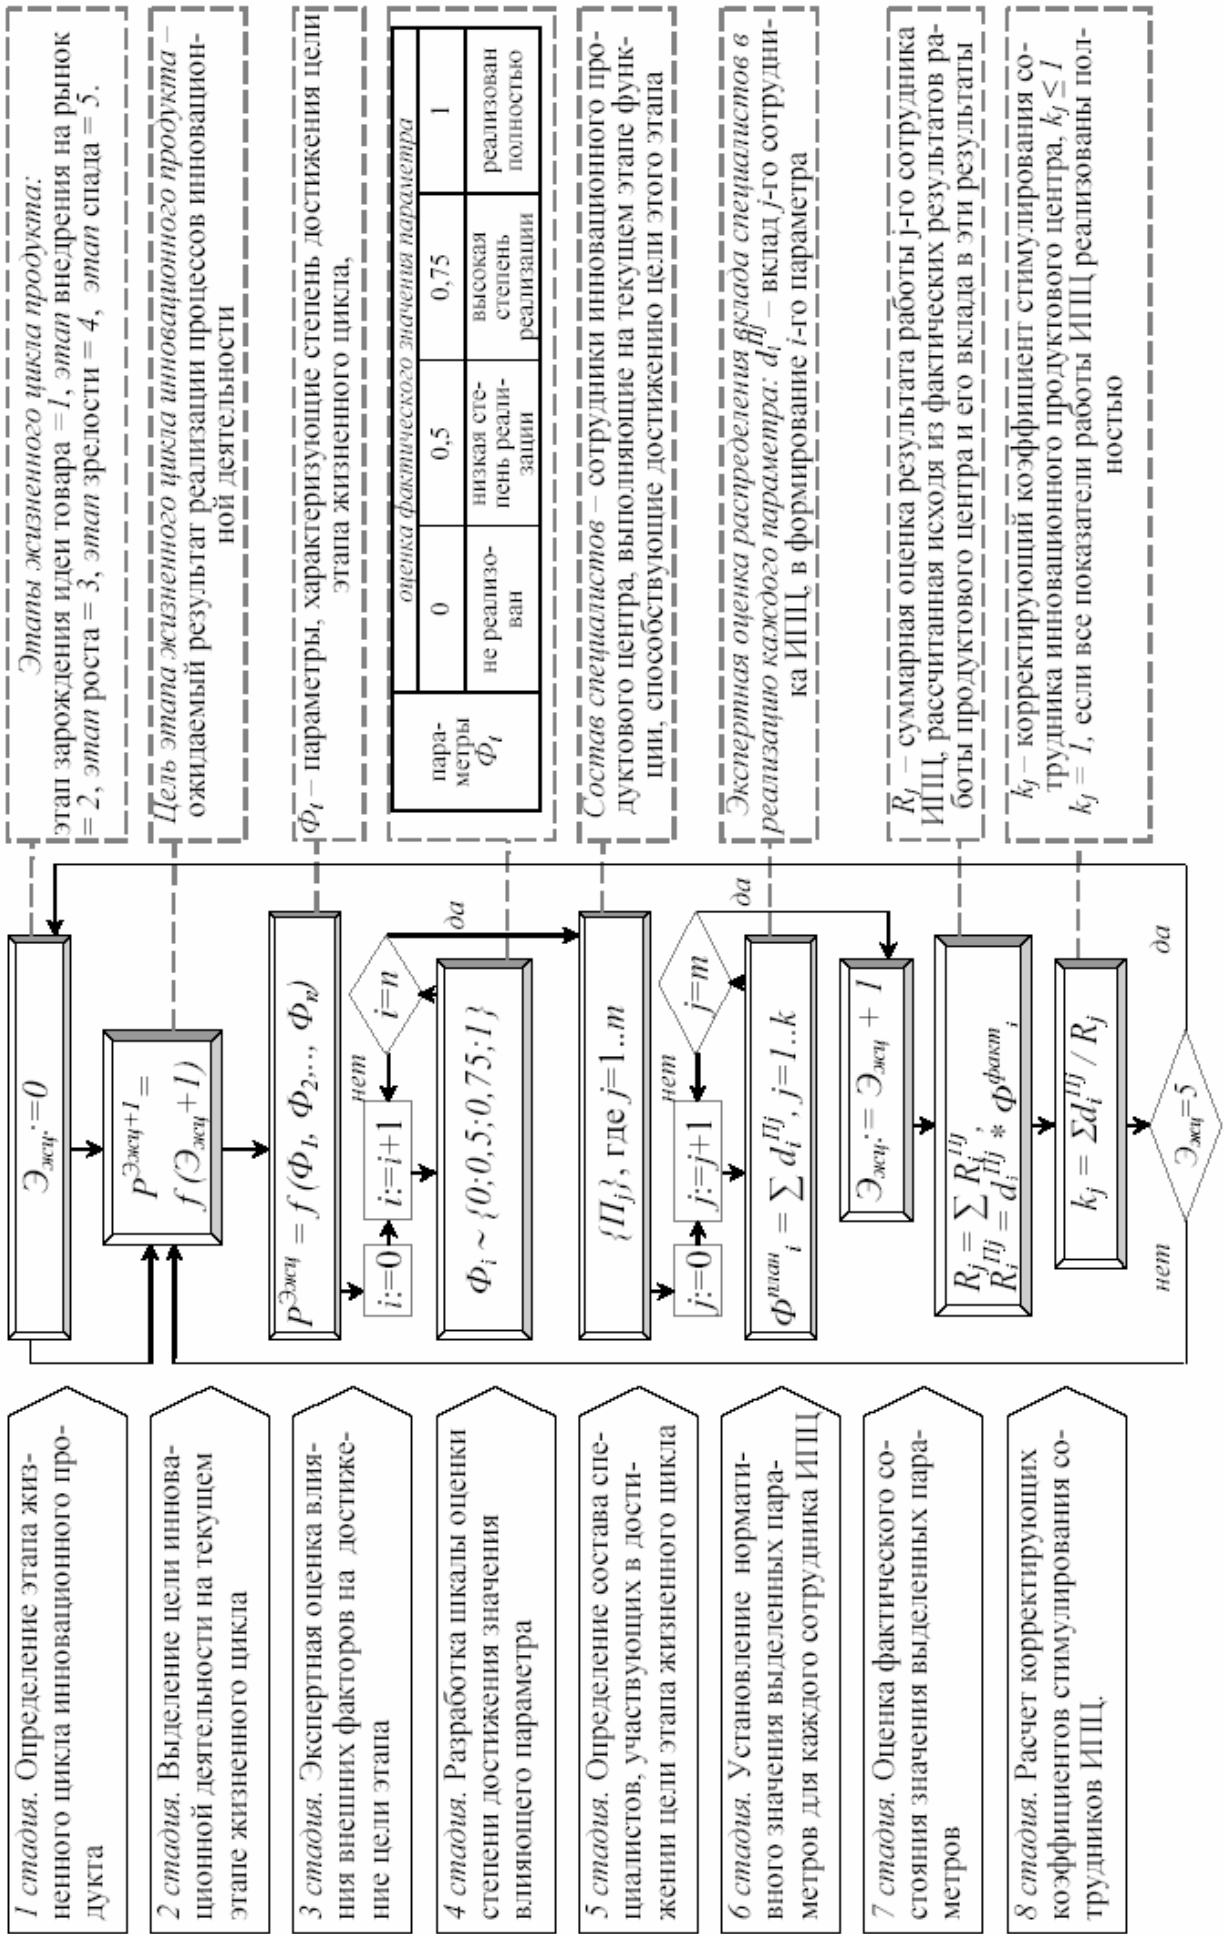 1 стадия. Определение этапа жиз-
ненного цикла инновационного про-
дукта
2 стадия. Выделение цели иннова-
ционной деятельности на текущем
этапе жизненного цикла
3 стадия. Экспертная оценка влия-
ния внешних факторов на достиже-
ние цели этапа
4 стадия. Разработка шкалы оценки
степени достижения значения
влияющего параметра
5 стадия. Определение состава спе-
циалистов, участвующих в дости-
жении цели этапа жизненного цикла
6 стадия. Установление нормати-
вного значения выделенных пара-
метров для каждого сотрудника ИПЦ
7 стадия. Оценка фактического со-
стояния значения выделенных пара-
метров
8 стадия. Расчет корректирующих
коэффициентов стимулирования со-
трудников ИПЦ.
Эжц:=0
P^Эжц+1 =
f (Эжц+1)
P^Эжц = f (Ф1, Ф2,.., Фn)
i:=0
i:=i+1
нет
i=n
да
Фi ~ {0;0,5;0,75;1}
{Пj}, где j=1..m
j:=0
j:=j+1
нет
j=m
да
Ф^план i = ∑ di^Пj, j=1..k
Эжц:= Эжц + 1
Rj = ∑ Ri^Пj,
Ri^Пj = di^Пj * Ф^факт i
kj = Σdi^Пj / Rj
нет
Эжц=5
да
Этапы жизненного цикла продукта:
этап зарождения идеи товара =1, этап внедрения на рынок
= 2, этап роста = 3, этап зрелости = 4, этап спада = 5.
Цель этапа жизненного цикла инновационного продукта –
ожидаемый результат реализации процессов инновацион-
ной деятельности
Фi – параметры, характеризующие степень достижения цели
этапа жизненного цикла,
пара-
метры
Фi
оценка фактического значения параметра
0
0,5
0,75
1
не реализо-
ван
низкая сте-
пень реали-
зации
высокая
степень
реализации
реализован
полностью
Состав специалистов – сотрудники инновационного про-
дуктового центра, выполняющие на текущем этапе функ-
ции, способствующие достижению цели этого этапа
Экспертная оценка распределения вклада специалистов в
реализацию каждого параметра: di^Пj – вклад j-го сотрудни-
ка ИПЦ, в формирование i-го параметра
Rj – суммарная оценка результата работы j-го сотрудника
ИПЦ, рассчитанная исходя из фактических результатов ра-
боты продуктового центра и его вклада в эти результаты
kj – корректирующий коэффициент стимулирования со-
трудника инновационного продуктового центра, kj ≤ 1
kj = 1, если все показатели работы ИПЦ реализованы пол-
ностью